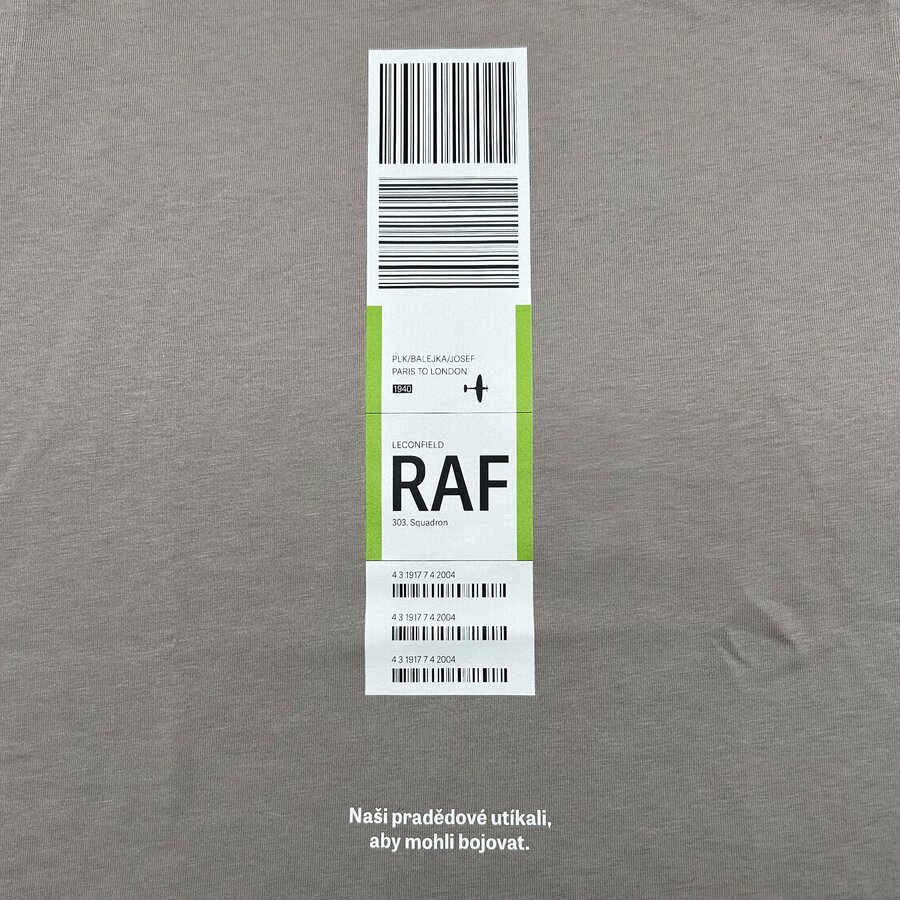 PLK/BALEJKA/JOSEF
PARIS TO LONDON
1940
LECONFIELD
RAF
303. Squadron
4 3 1917 7 4 2004
4 3 1917 7 4 2004
4 3 1917 7 4 2004
Naši pradědové utíkali,
aby mohli bojovat.